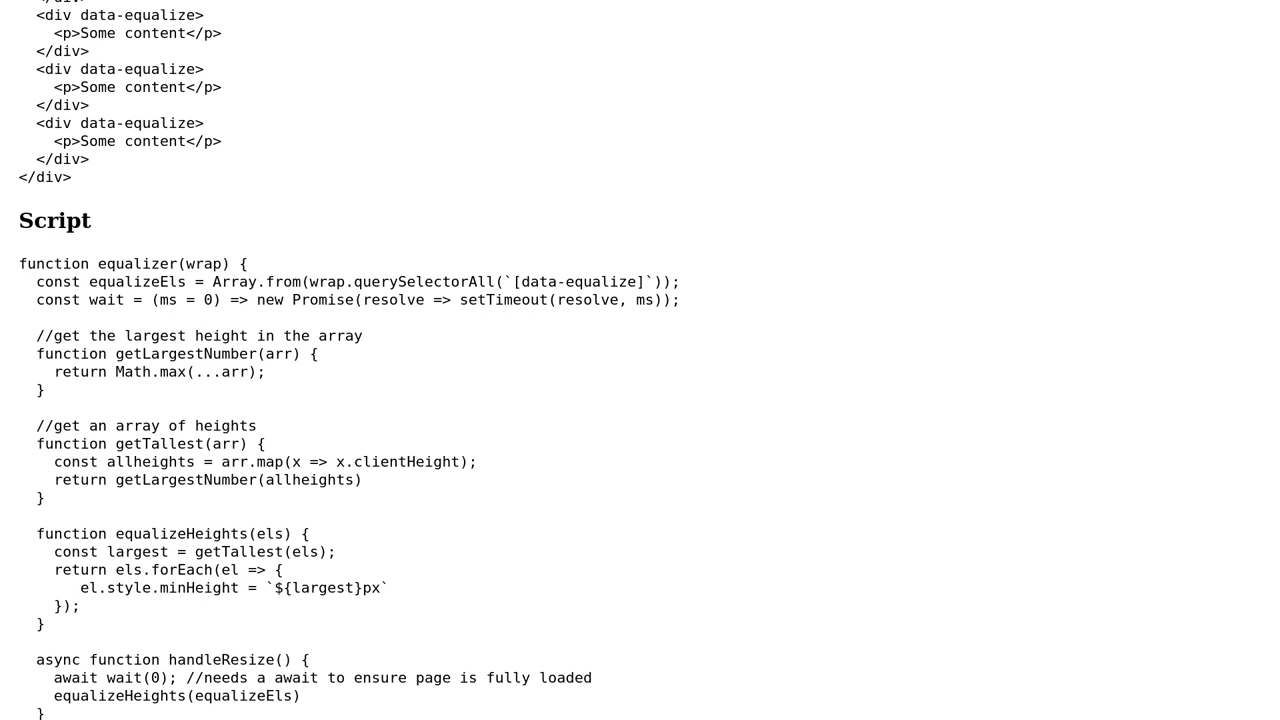 </div>
  <div data-equalize>
    <p>Some content</p>
  </div>
  <div data-equalize>
    <p>Some content</p>
  </div>
  <div data-equalize>
    <p>Some content</p>
  </div>
</div>
Script
function equalizer(wrap) {
  const equalizeEls = Array.from(wrap.querySelectorAll(`[data-equalize]`));
  const wait = (ms = 0) => new Promise(resolve => setTimeout(resolve, ms));
  //get the largest height in the array
  function getLargestNumber(arr) {
    return Math.max(...arr);
  }
  //get an array of heights
  function getTallest(arr) {
    const allheights = arr.map(x => x.clientHeight);
    return getLargestNumber(allheights)
  }
  function equalizeHeights(els) {
    const largest = getTallest(els);
    return els.forEach(el => {
       el.style.minHeight = `${largest}px`
    });
  }
  async function handleResize() {
    await wait(0); //needs a await to ensure page is fully loaded
    equalizeHeights(equalizeEls)
  }